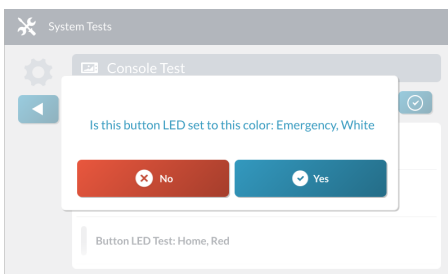 System Tests
Console Test
Is this button LED set to this color: Emergency, White
No
Yes
Button LED Test: Home, Red